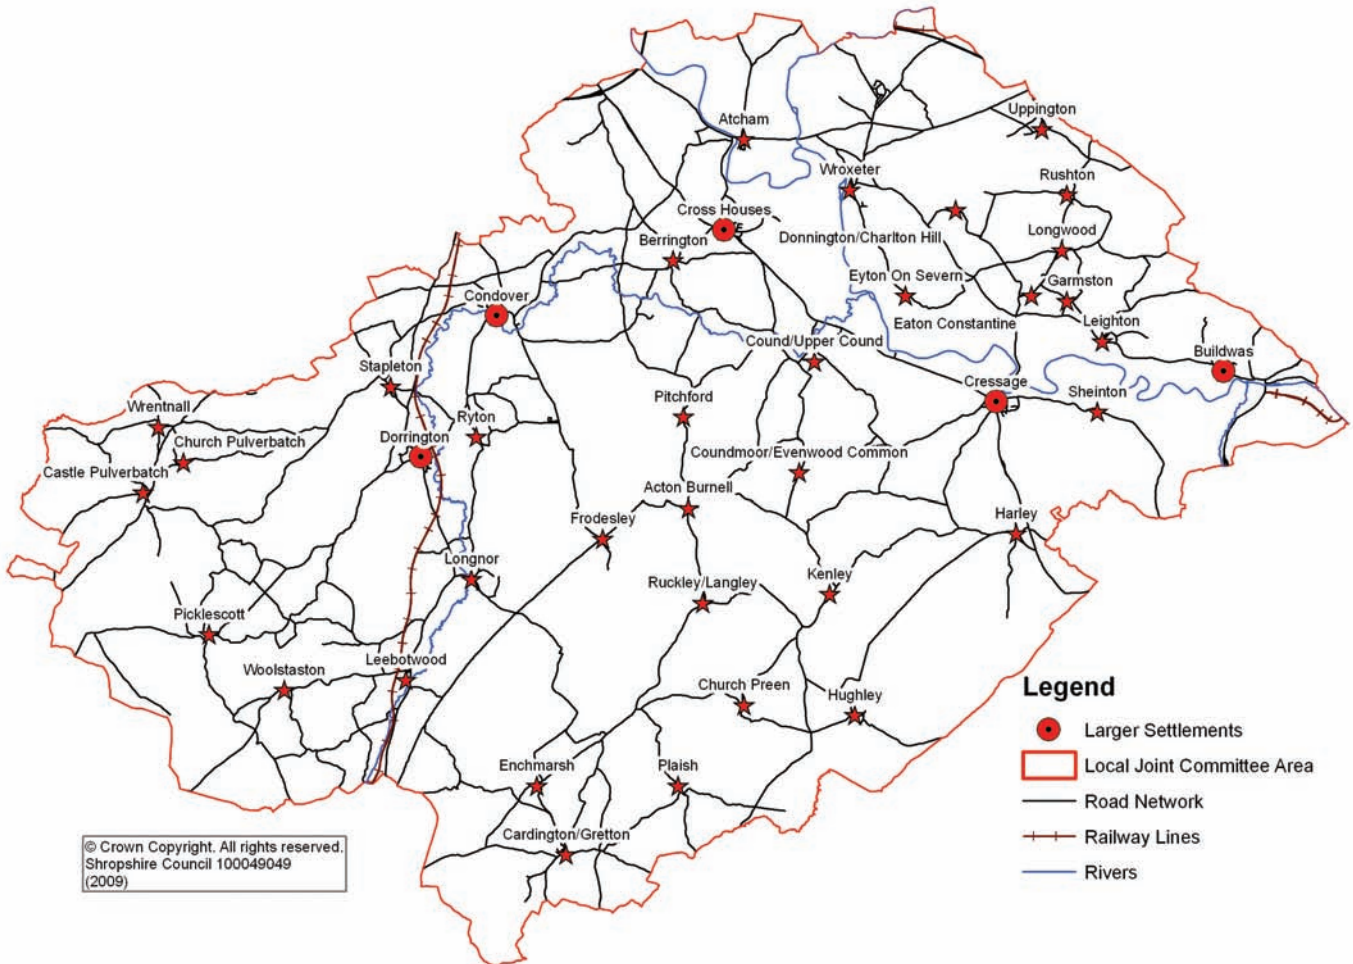 Uppington
Atcham
Wroxeter
Rushton
Cross Houses
Longwood
Berrington
Donnington/Charlton Hill
Eyton On Severn
Garmston
Condover
Eaton Constantine
Leighton
Cound/Upper Cound
Buildwas
Stapleton
Cressage
Sheinton
Wrentnall
Pitchford
Ryton
Church Pulverbatch
Dorrington
Castle Pulverbatch
Coundmoor/Evenwood Common
Acton Burnell
Frodesley
Harley
Longnor
Ruckley/Langley
Kenley
Picklescott
Leebotwood
Woolstaston
Church Preen
Hughley
Enchmarsh
Plaish
Cardington/Gretton
Legend
Larger Settlements
Local Joint Committee Area
Road Network
Railway Lines
Rivers
© Crown Copyright. All rights reserved.
Shropshire Council 100049049
(2009)